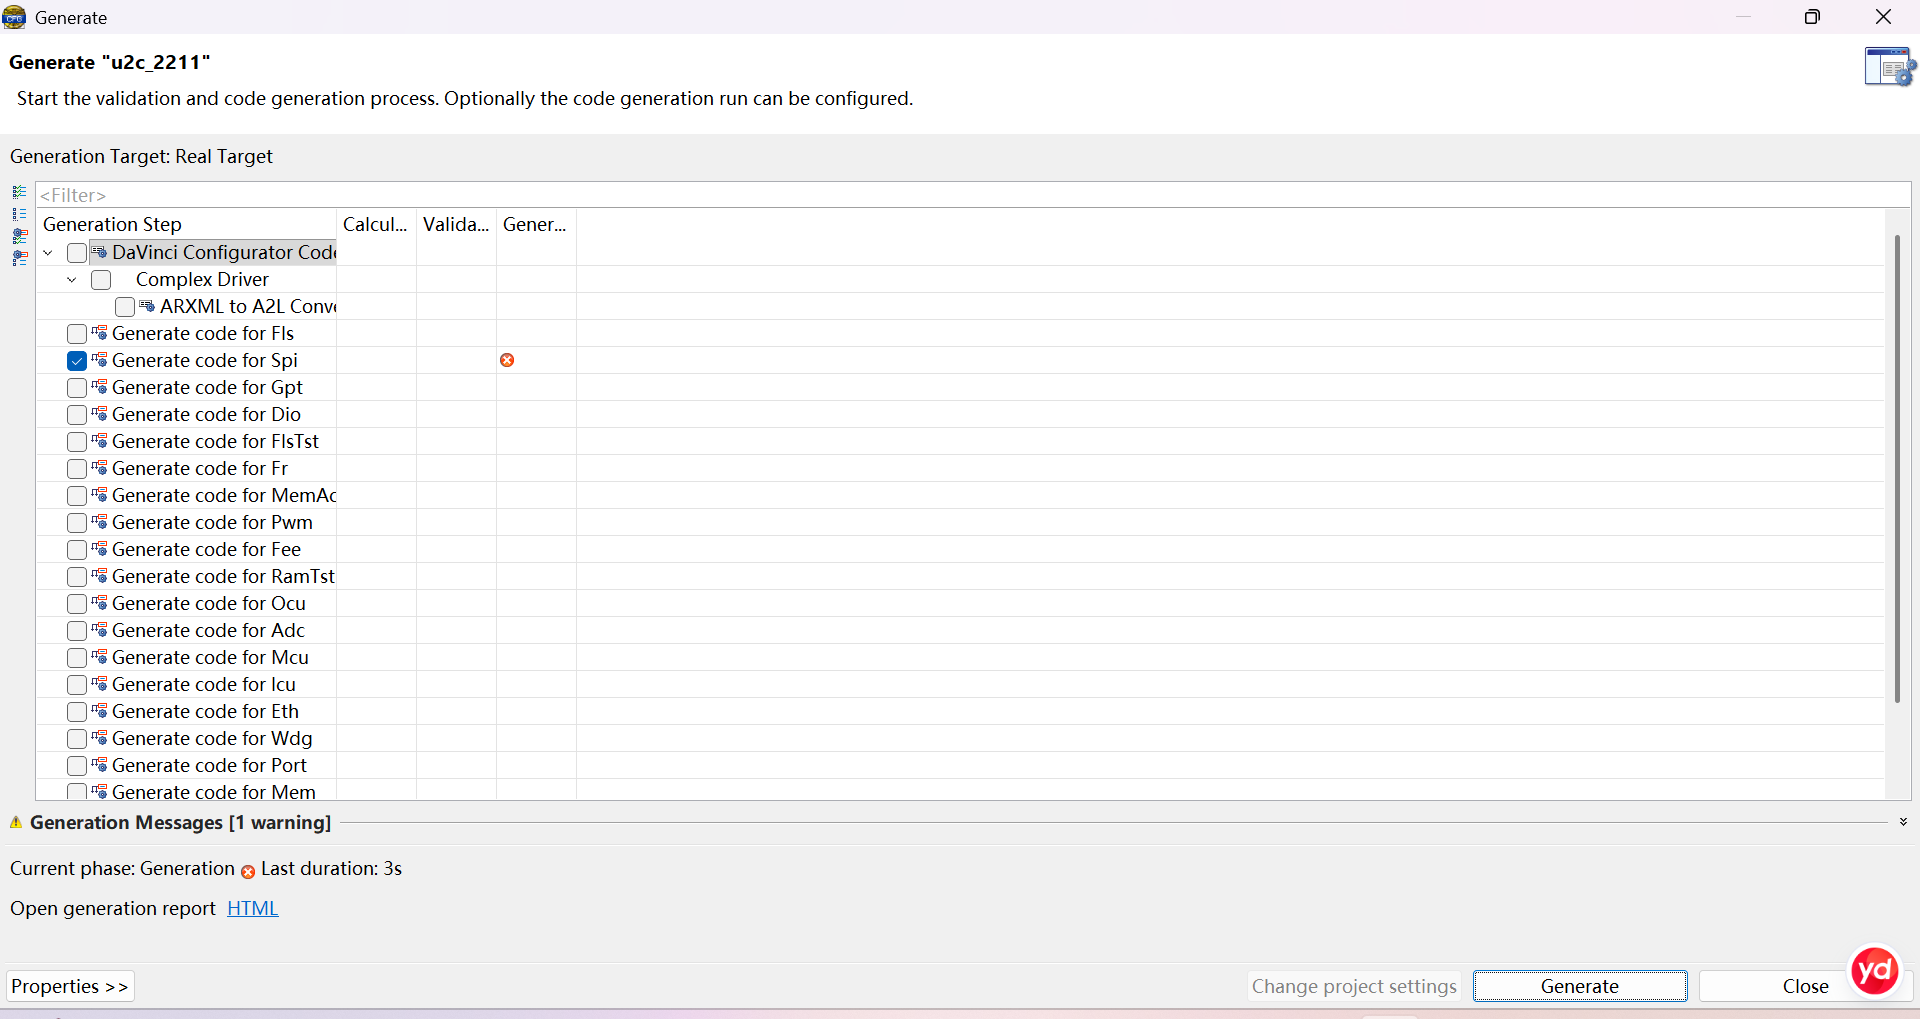 CFG Generate
Generate "u2c_2211"
Start the validation and code generation process. Optionally the code generation run can be configured.
Generation Target: Real Target
<Filter>
Generation Step Calcul... Valida... Gener...
DaVinci Configurator Code
Complex Driver
ARXML to A2L Conve
Generate code for Fls
Generate code for Spi
Generate code for Gpt
Generate code for Dio
Generate code for FlsTst
Generate code for Fr
Generate code for MemAc
Generate code for Pwm
Generate code for Fee
Generate code for RamTst
Generate code for Ocu
Generate code for Adc
Generate code for Mcu
Generate code for Icu
Generate code for Eth
Generate code for Wdg
Generate code for Port
Generate code for Mem
Generation Messages [1 warning]
Current phase: Generation Last duration: 3s
Open generation report HTML
Properties >> Change project settings Generate Close yd